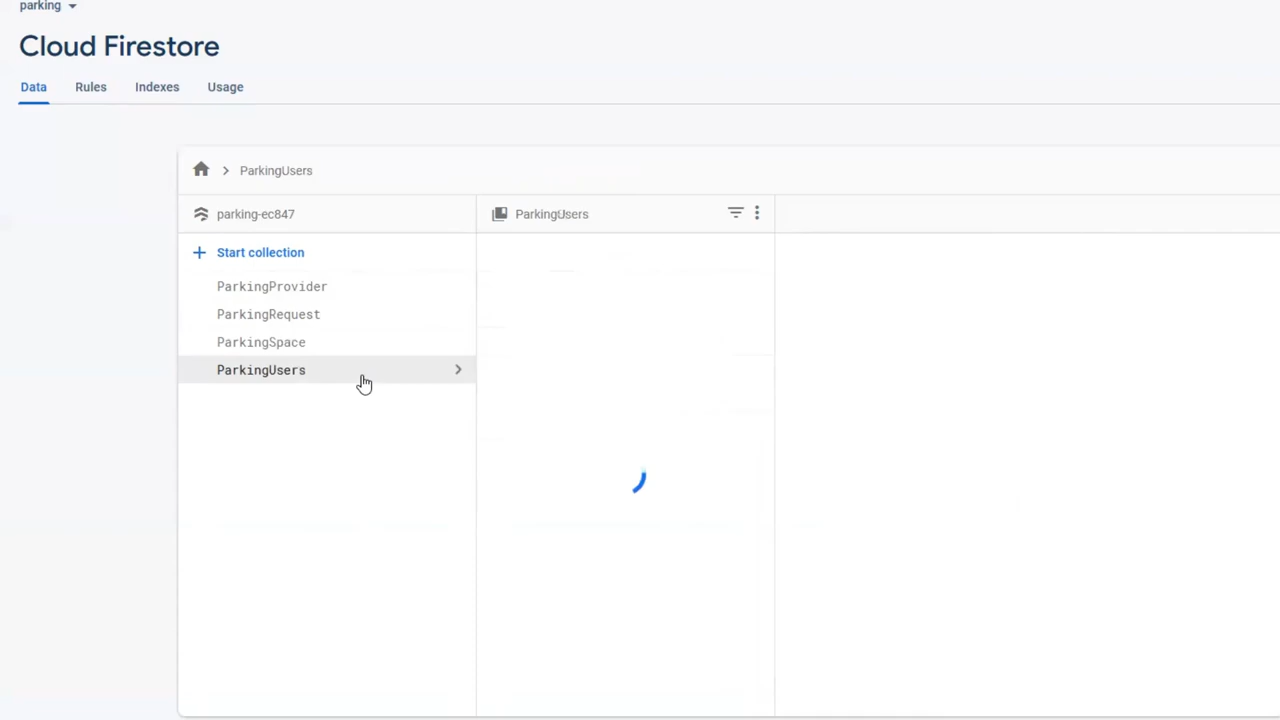 parking
Cloud Firestore
Data Rules Indexes Usage
ParkingUsers
parking-ec847
ParkingUsers
Start collection
ParkingProvider
ParkingRequest
ParkingSpace
ParkingUsers